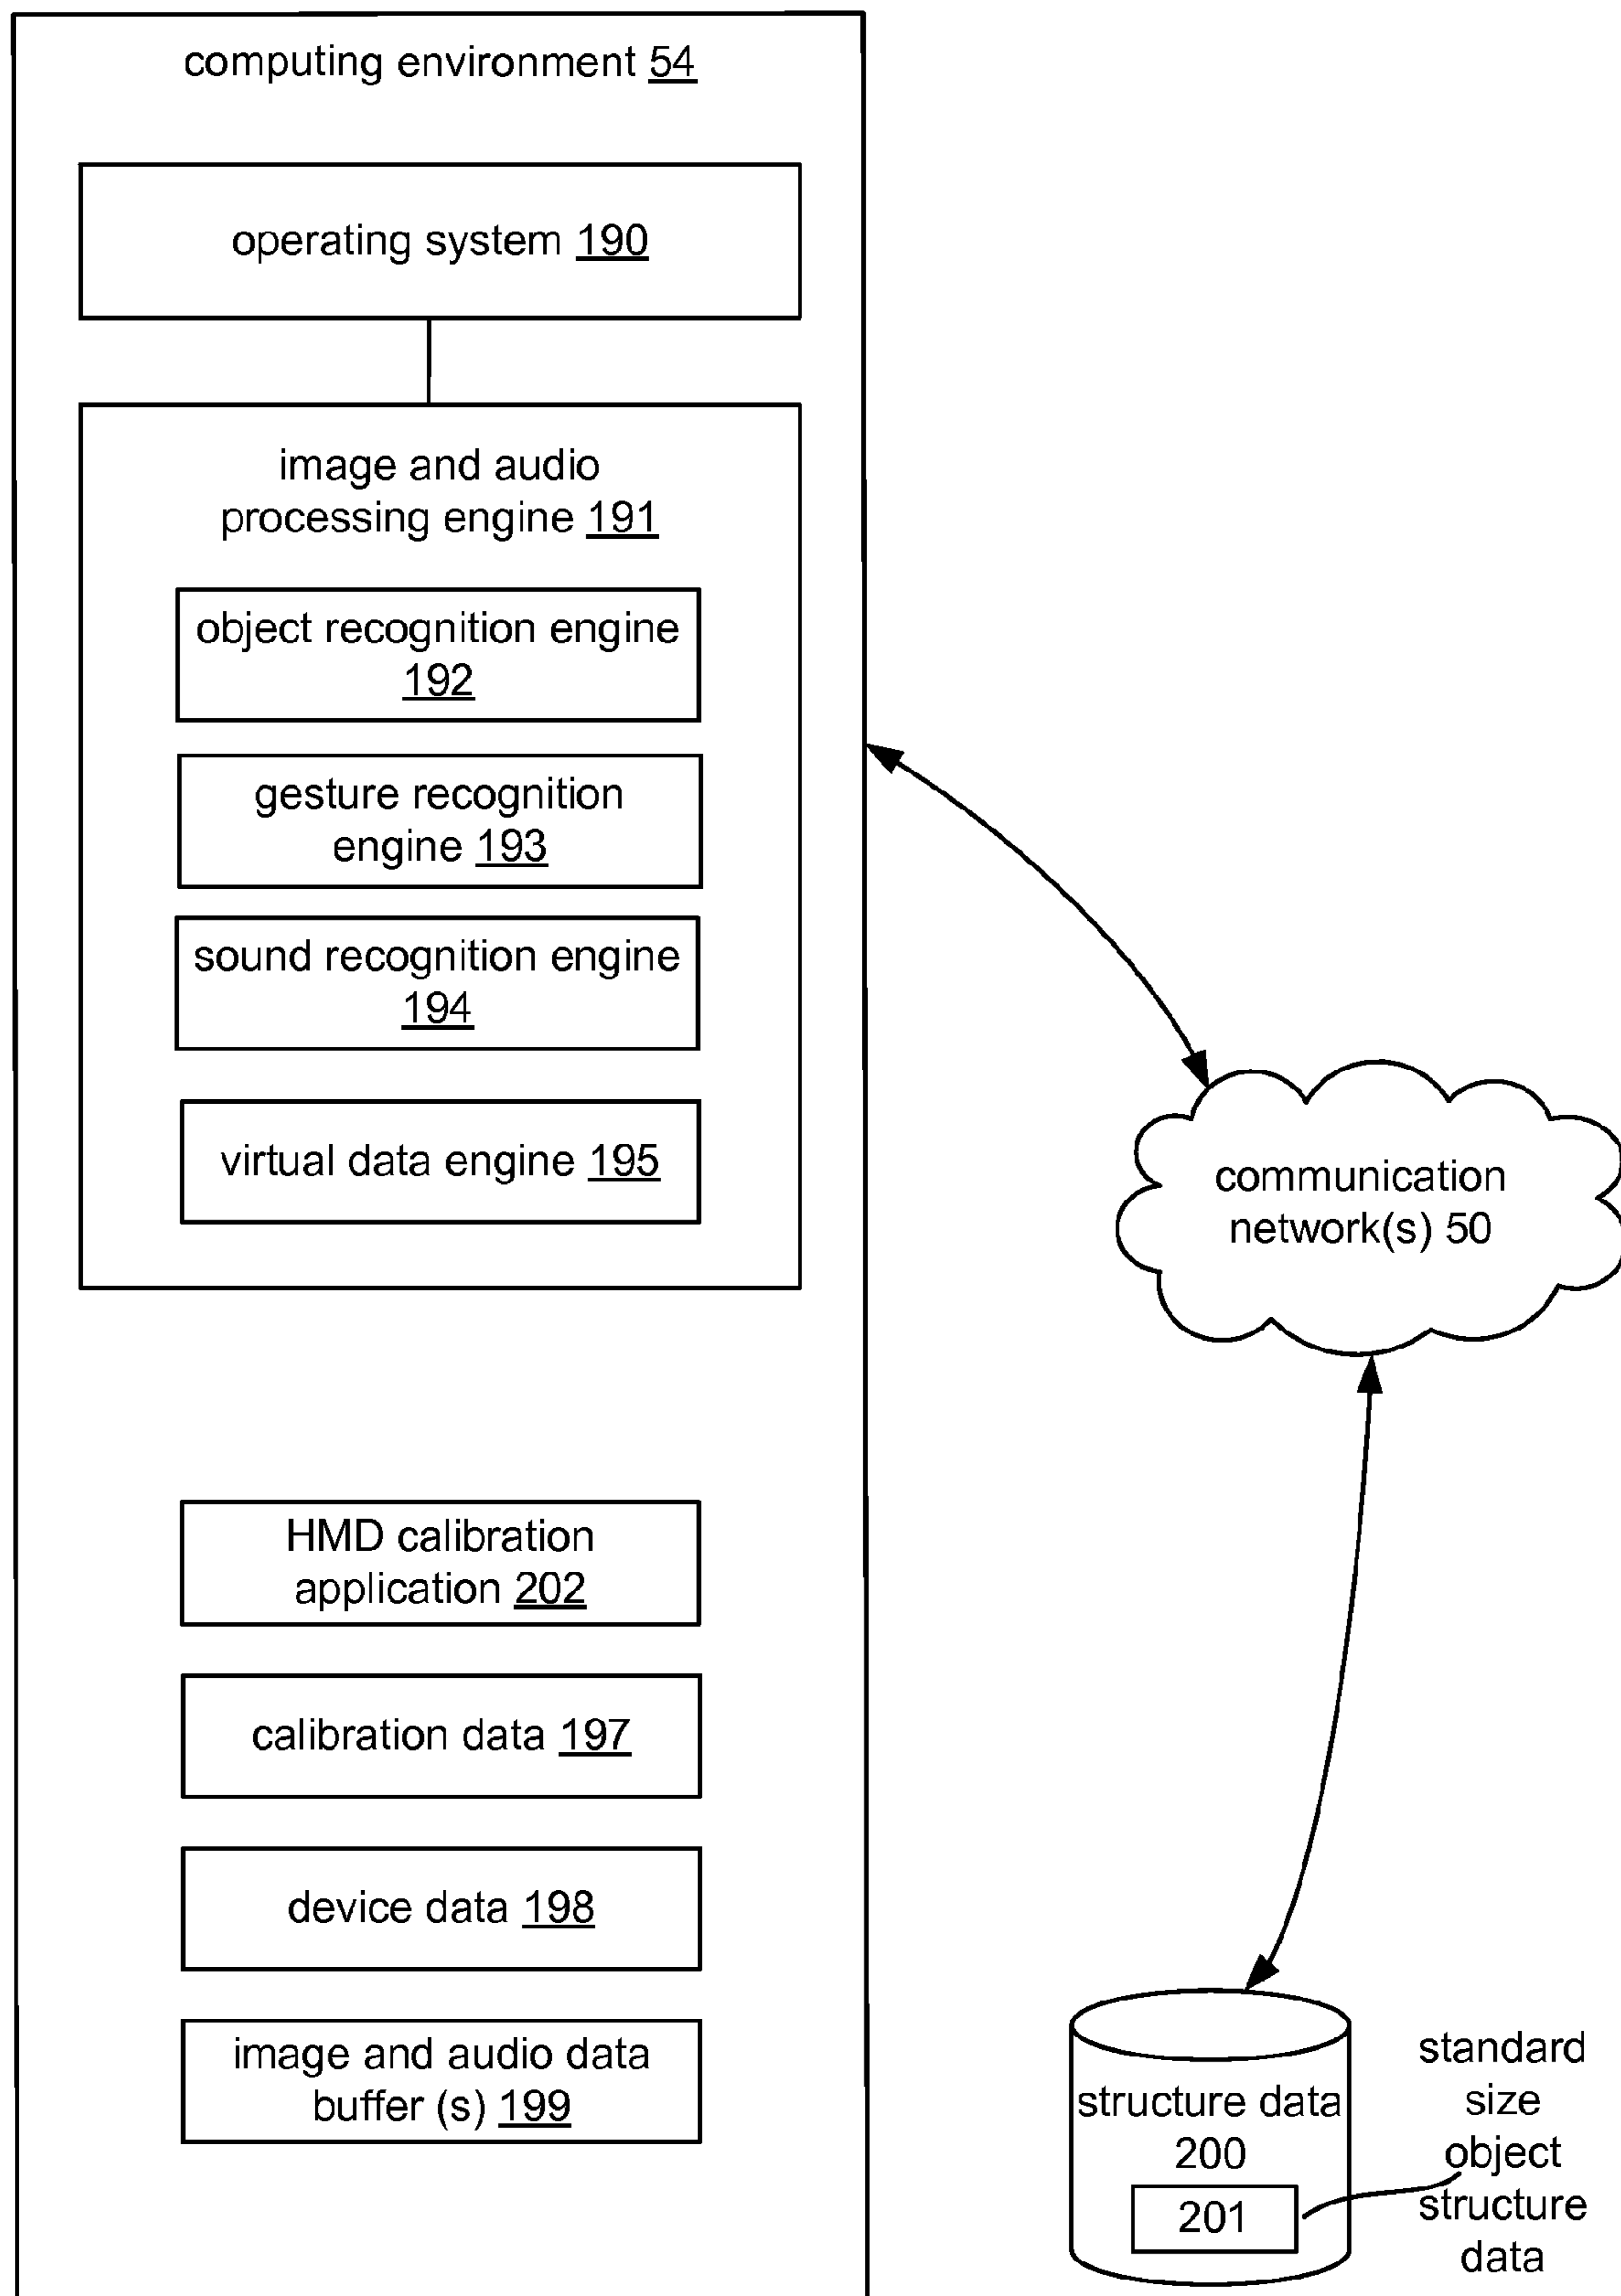 computing environment 54
operating system 190
image and audio
processing engine 191
object recognition engine
192
gesture recognition
engine 193
sound recognition engine
194
virtual data engine 195
communication
network(s) 50
HMD calibration
application 202
calibration data 197
device data 198
image and audio data
buffer (s) 199
structure data
200
201
standard
size
object
structure
data